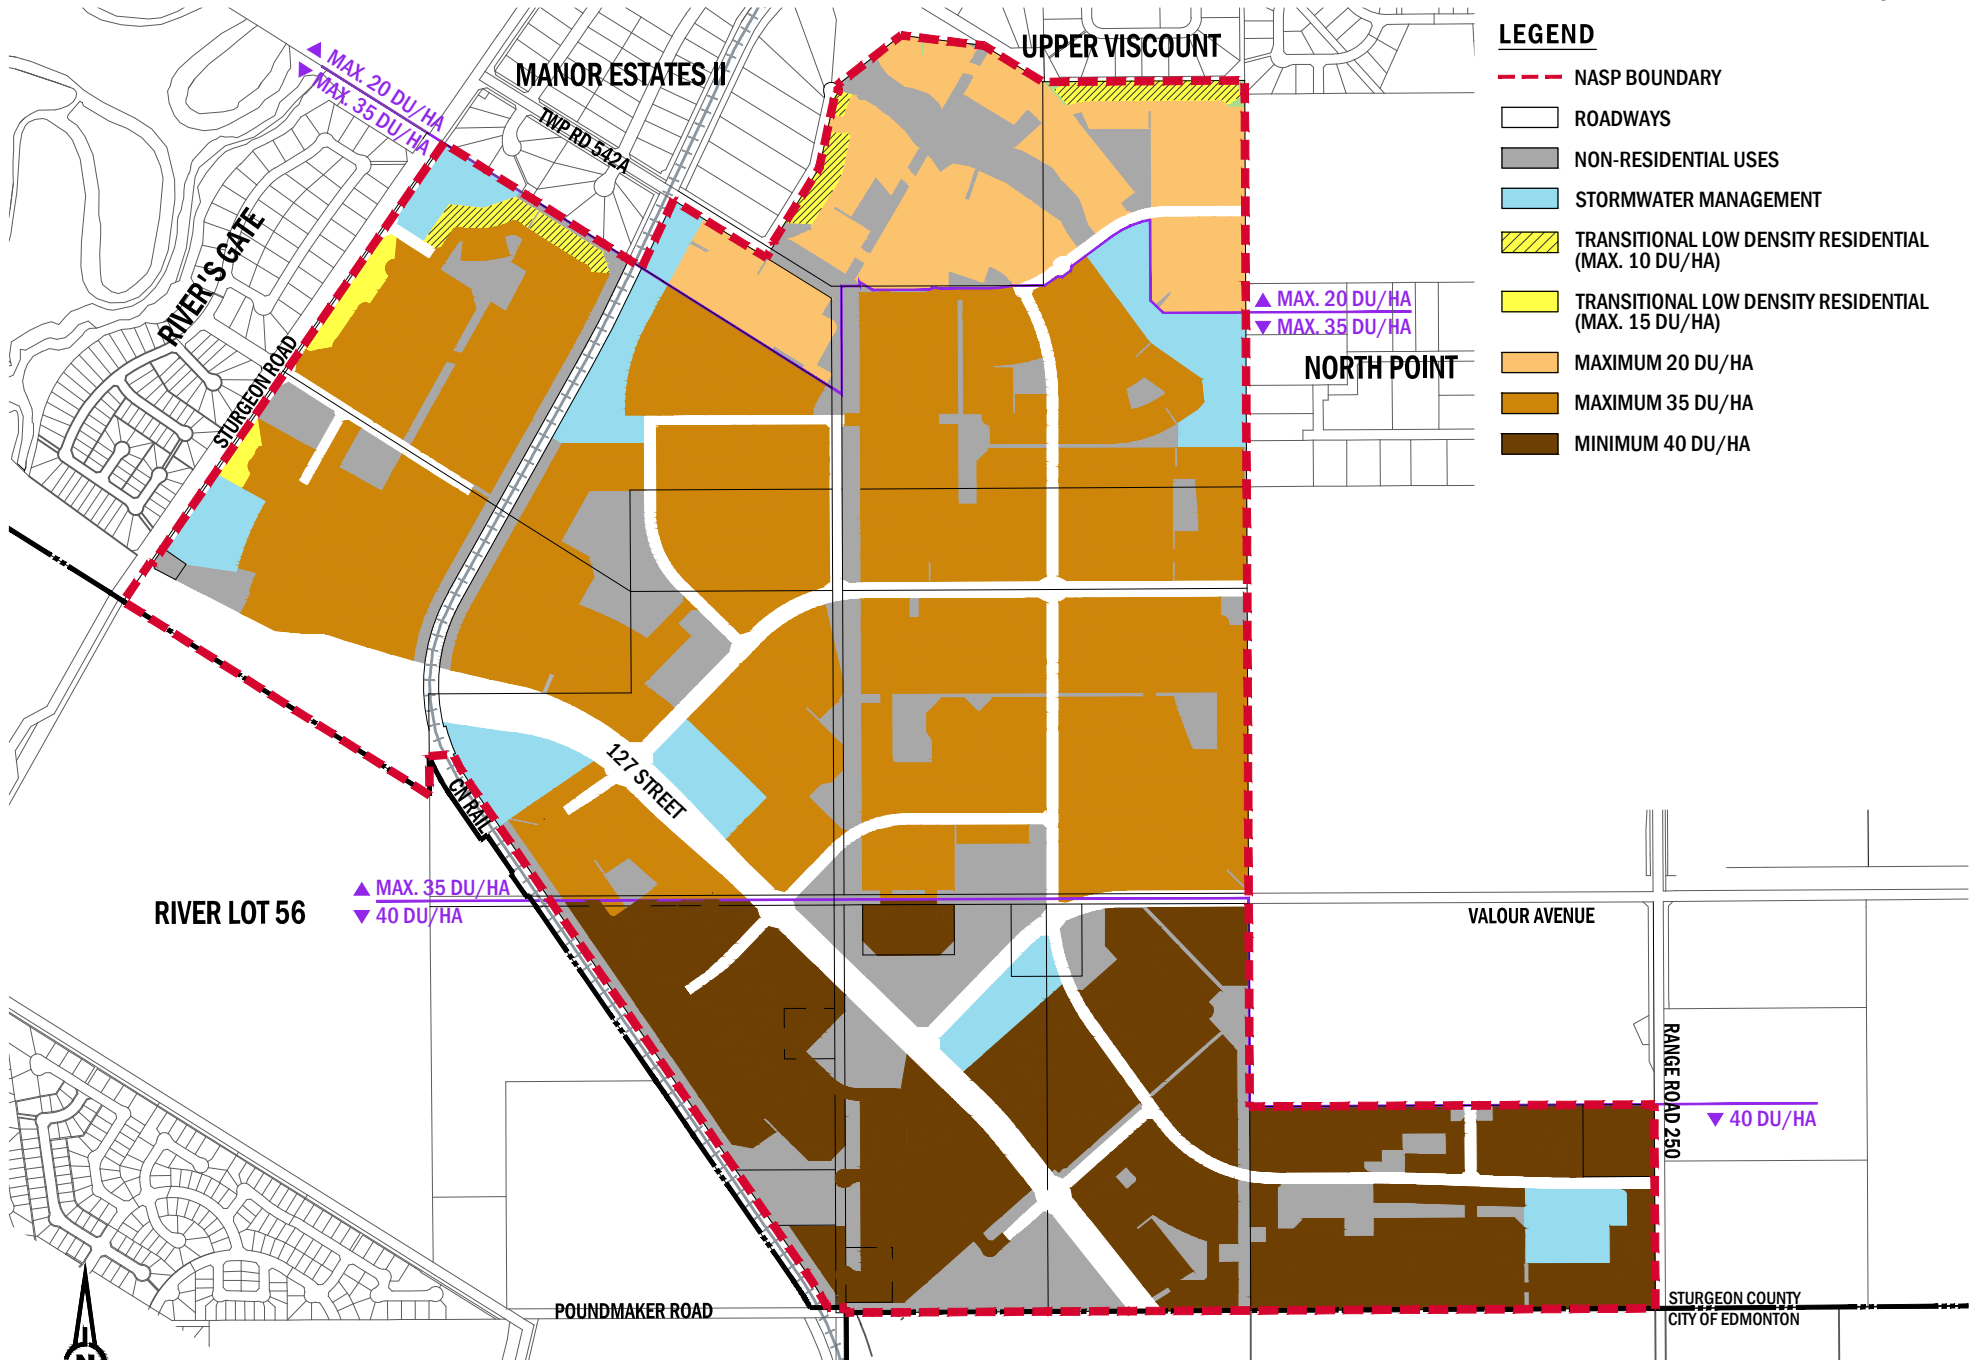 LEGEND
NASP BOUNDARY
ROADWAYS
NON-RESIDENTIAL USES
STORMWATER MANAGEMENT
TRANSITIONAL LOW DENSITY RESIDENTIAL
(MAX. 10 DU/HA)
TRANSITIONAL LOW DENSITY RESIDENTIAL
(MAX. 15 DU/HA)
MAXIMUM 20 DU/HA
MAXIMUM 35 DU/HA
MINIMUM 40 DU/HA
UPPER VISCOUNT
MANOR ESTATES II
▲ MAX. 20 DU/HA
▼ MAX. 35 DU/HA
TWP RD 542A
RIVER'S GATE
STURGEON ROAD
▲ MAX. 20 DU/HA
▼ MAX. 35 DU/HA
NORTH POINT
127 STREET
CN RAIL
▲ MAX. 35 DU/HA
▼ 40 DU/HA
RIVER LOT 56
VALOUR AVENUE
RANGE ROAD 250
▼ 40 DU/HA
POUNDMAKER ROAD
STURGEON COUNTY
CITY OF EDMONTON
N